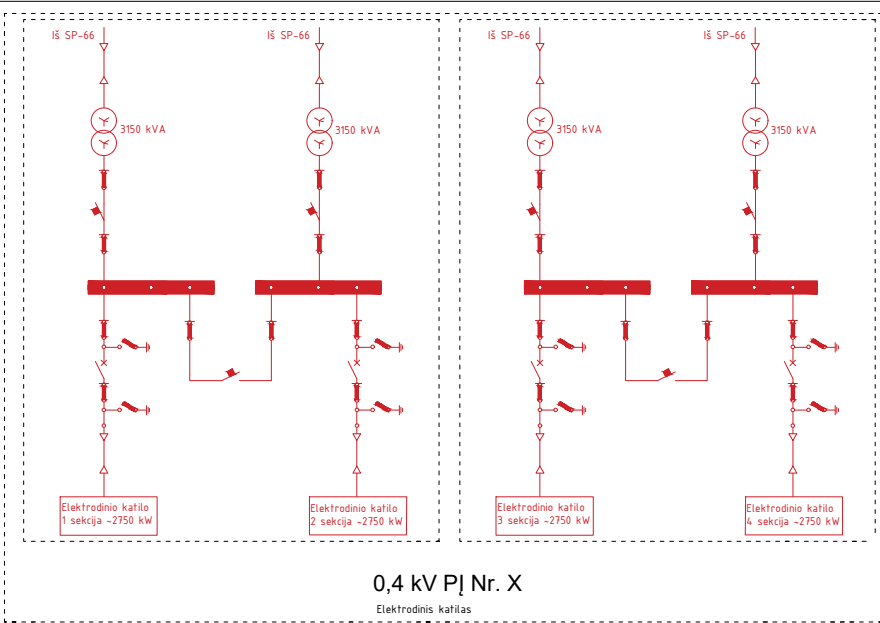 Iš SP-66
Iš SP-66
Iš SP-66
Iš SP-66
3150 kVA
3150 kVA
3150 kVA
3150 kVA
Elektrodinio katilo
1 sekcija ~2750 kW
Elektrodinio katilo
2 sekcija ~2750 kW
Elektrodinio katilo
3 sekcija ~2750 kW
Elektrodinio katilo
4 sekcija ~2750 kW
0,4 kV PĮ Nr. X
Elektrodinis katilas